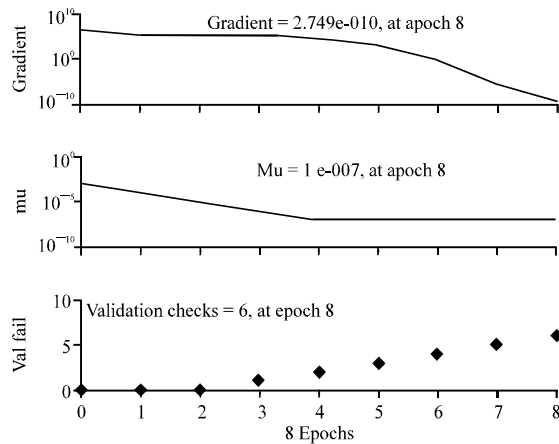 Gradient = 2.749e-010, at apoch 8
10^10
10^0
10^-10
Gradient
Mu = 1 e-007, at apoch 8
10^0
10^-5
10^-10
mu
Validation checks = 6, at epoch 8
10
5
0
Val fail
0 1 2 3 4 5 6 7 8
8 Epochs